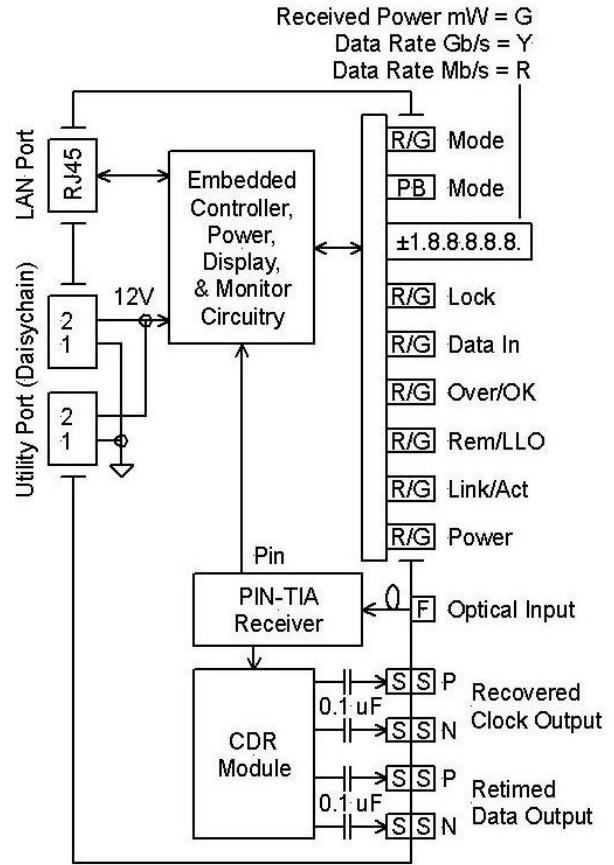 Received Power mW = G
Data Rate Gb/s = Y
Data Rate Mb/s = R
LAN Port
RJ45
Embedded
Controller,
Power,
Display,
& Monitor
Circuitry
R/G Mode
PB Mode
±1.8.8.8.8.8.
Utility Port (Daisychain)
2
1
12V
2
1
R/G Lock
R/G Data In
R/G Over/OK
R/G Rem/LLO
R/G Link/Act
R/G Power
Pin
PIN-TIA
Receiver
F Optical Input
CDR
Module
0.1 uF
S S P
S S N
Recovered
Clock Output
0.1 uF
S S P
S S N
Retimed
Data Output